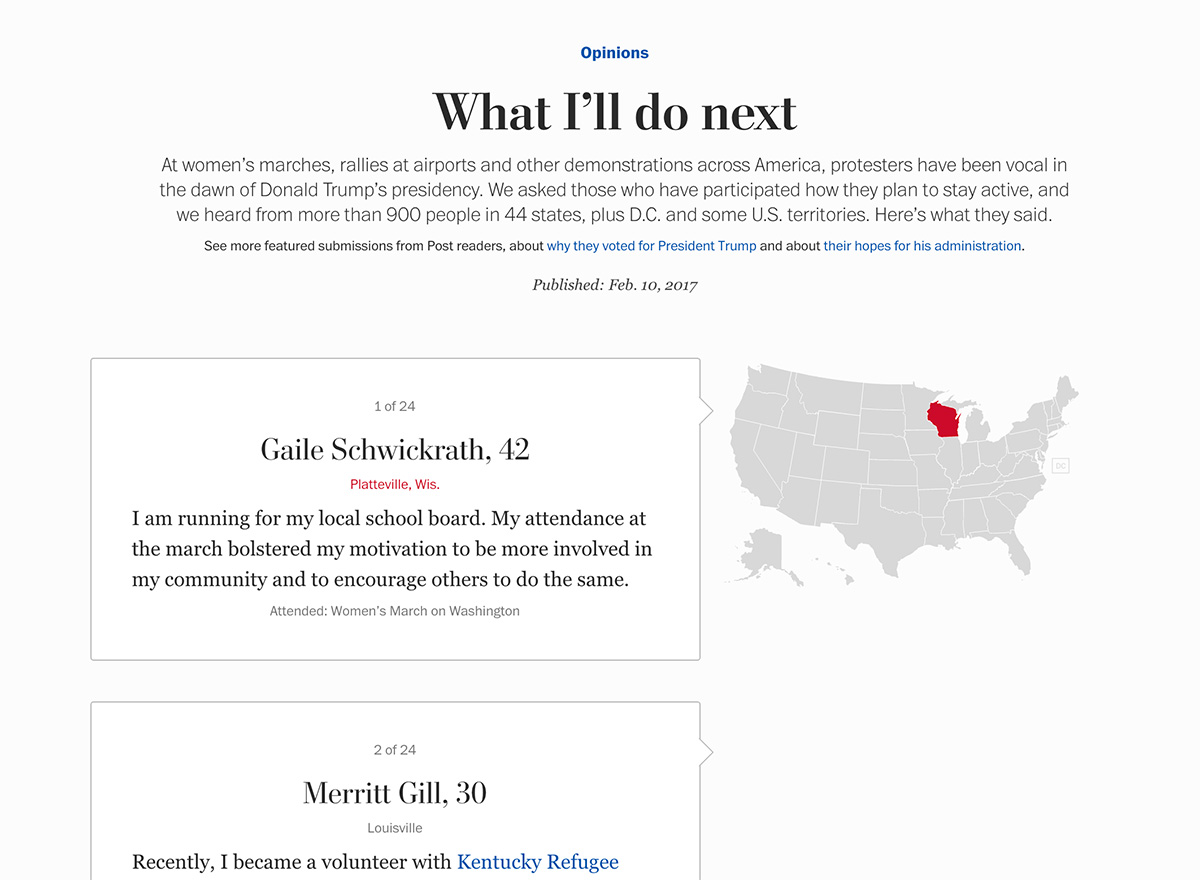 Opinions
What I’ll do next
At women’s marches, rallies at airports and other demonstrations across America, protesters have been vocal in
the dawn of Donald Trump’s presidency. We asked those who have participated how they plan to stay active, and
we heard from more than 900 people in 44 states, plus D.C. and some U.S. territories. Here’s what they said.
See more featured submissions from Post readers, about why they voted for President Trump and about their hopes for his administration.
Published: Feb. 10, 2017
1 of 24
Gaile Schwickrath, 42
Platteville, Wis.
I am running for my local school board. My attendance at
the march bolstered my motivation to be more involved in
my community and to encourage others to do the same.
Attended: Women’s March on Washington
DC
2 of 24
Merritt Gill, 30
Louisville
Recently, I became a volunteer with Kentucky Refugee